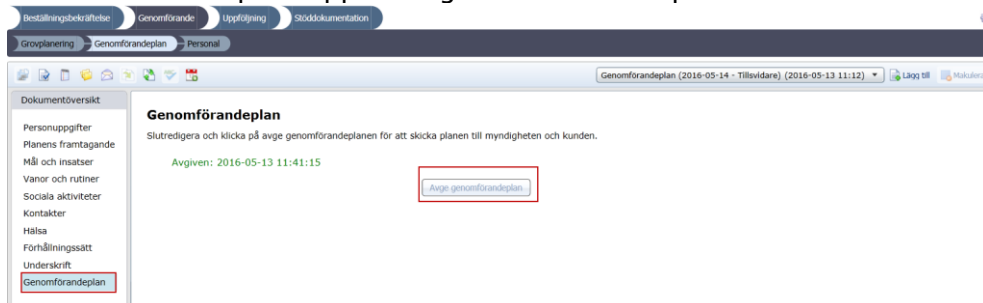 Beställningsbekräftelse Genomförande Uppföljning Stöddokumentation
Grovplanering Genomförandeplan Personal
Genomförandeplan (2016-05-14 - Tillsvidare) (2016-05-13 11:12) Lägg till
Dokumentöversikt
Personuppgifter
Planens framtagande
Mål och insatser
Vanor och rutiner
Sociala aktiviteter
Kontakter
Hälsa
Förhållningssätt
Underskrift
Genomförandeplan
Genomförandeplan
Slutredigera och klicka på avge genomförandeplanen för att skicka planen till myndigheten och kunden.
Avgiven: 2016-05-13 11:41:15
Avge genomförandeplan